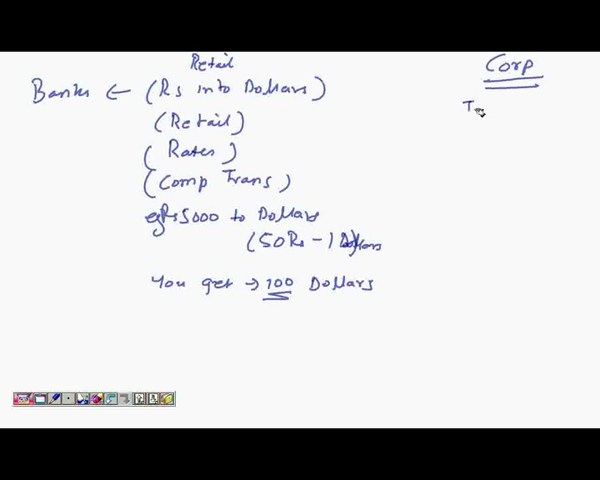 Retail
Banks ← (Rs into Dollars)
(Retail)
(Rates)
(Comp Trans)
eg Rs 5000 to Dollars
(50Rs - 1 Dollars
You get → 100 Dollars
Corp
T